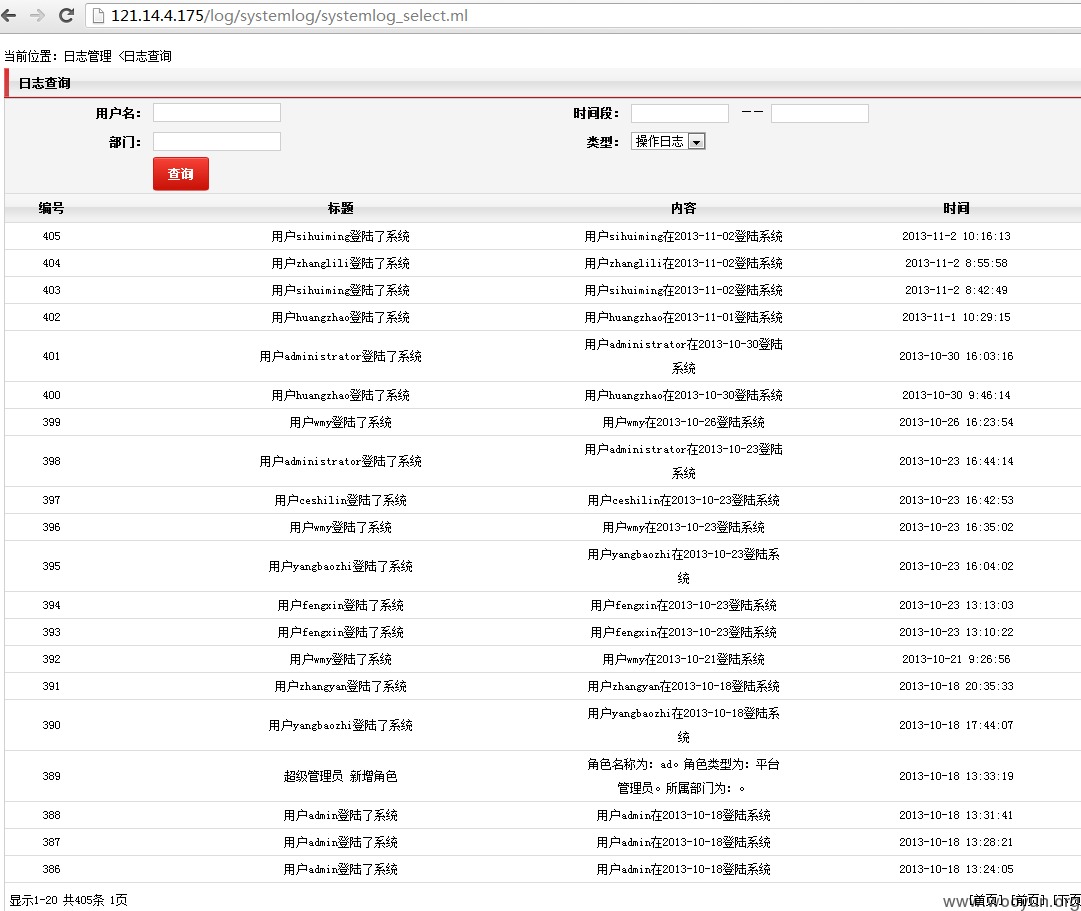 121.14.4.175/log/systemlog/systemlog_select.ml
当前位置：日志管理 <日志查询
日志查询
用户名： 时间段： －－
部门： 类型： 操作日志
查询
编号 标题 内容 时间
405 用户sihuiming登陆了系统 用户sihuiming在2013-11-02登陆系统 2013-11-2 10:16:13
404 用户zhanglili登陆了系统 用户zhanglili在2013-11-02登陆系统 2013-11-2 8:55:58
403 用户sihuiming登陆了系统 用户sihuiming在2013-11-02登陆系统 2013-11-2 8:42:49
402 用户huangzhao登陆了系统 用户huangzhao在2013-11-01登陆系统 2013-11-1 10:29:15
401 用户administrator登陆了系统 用户administrator在2013-10-30登陆 2013-10-30 16:03:16
系统
400 用户huangzhao登陆了系统 用户huangzhao在2013-10-30登陆系统 2013-10-30 9:46:14
399 用户wmy登陆了系统 用户wmy在2013-10-26登陆系统 2013-10-26 16:23:54
398 用户administrator登陆了系统 用户administrator在2013-10-23登陆 2013-10-23 16:44:14
系统
397 用户ceshilin登陆了系统 用户ceshilin在2013-10-23登陆系统 2013-10-23 16:42:53
396 用户wmy登陆了系统 用户wmy在2013-10-23登陆系统 2013-10-23 16:35:02
395 用户yangbaozhi登陆了系统 用户yangbaozhi在2013-10-23登陆系 2013-10-23 16:04:02
统
394 用户fengxin登陆了系统 用户fengxin在2013-10-23登陆系统 2013-10-23 13:13:03
393 用户fengxin登陆了系统 用户fengxin在2013-10-23登陆系统 2013-10-23 13:10:22
392 用户wmy登陆了系统 用户wmy在2013-10-21登陆系统 2013-10-21 9:26:56
391 用户zhangyan登陆了系统 用户zhangyan在2013-10-18登陆系统 2013-10-18 20:35:33
390 用户yangbaozhi登陆了系统 用户yangbaozhi在2013-10-18登陆系 2013-10-18 17:44:07
统
389 超级管理员 新增角色 角色名称为：ad。角色类型为：平台 2013-10-18 13:33:19
管理员。所属部门为：。
388 用户admin登陆了系统 用户admin在2013-10-18登陆系统 2013-10-18 13:31:41
387 用户admin登陆了系统 用户admin在2013-10-18登陆系统 2013-10-18 13:28:21
386 用户admin登陆了系统 用户admin在2013-10-18登陆系统 2013-10-18 13:24:05
显示1-20 共405条 1页 [首页] [前页] [下页
www.wooyun.org